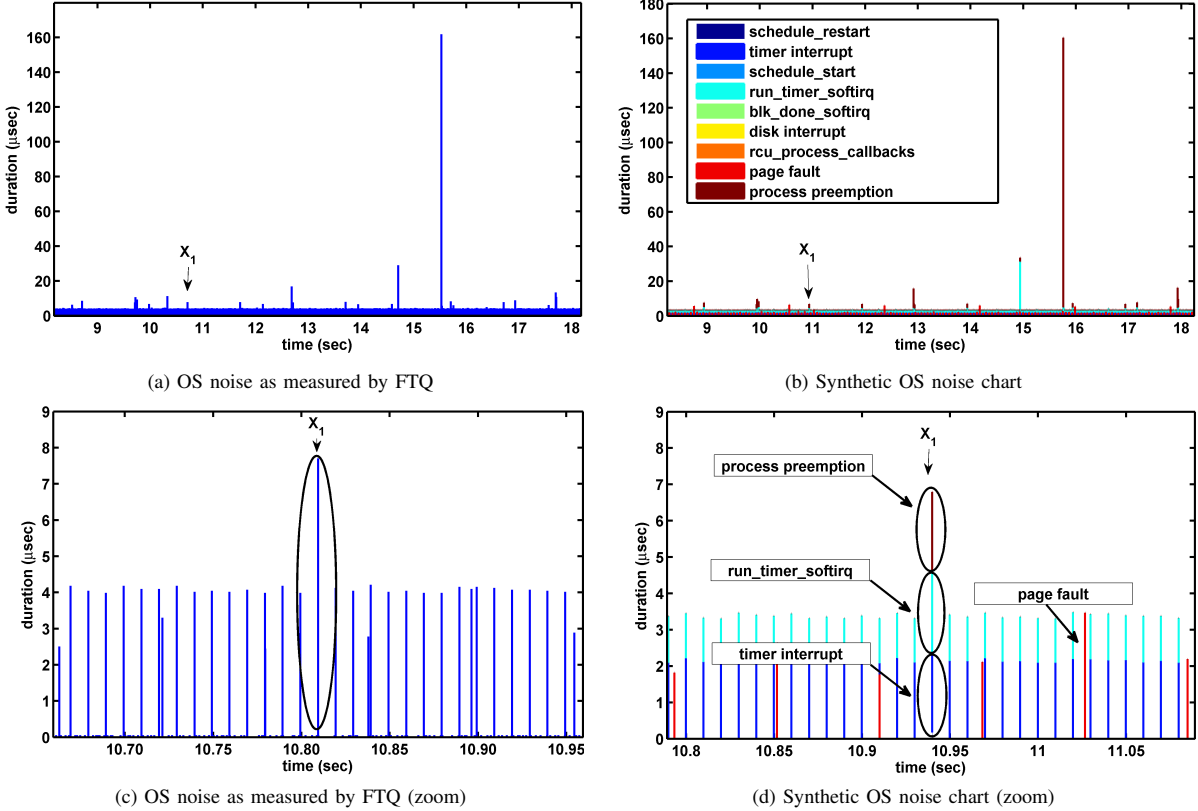 160
140
120
100
80
60
40
20
0
duration (μsec)
X1
9 10 11 12 13 14 15 16 17 18
time (sec)
(a) OS noise as measured by FTQ
180
160
140
120
100
80
60
40
20
0
duration (μsec)
schedule_restart
timer interrupt
schedule_start
run_timer_softirq
blk_done_softirq
disk interrupt
rcu_process_callbacks
page fault
process preemption
X1
9 10 11 12 13 14 15 16 17 18
time (sec)
(b) Synthetic OS noise chart
9
8
7
6
5
4
3
2
1
0
duration (μsec)
X1
10.70 10.75 10.80 10.85 10.90 10.95
time (sec)
(c) OS noise as measured by FTQ (zoom)
9
8
7
6
5
4
3
2
1
0
duration (μsec)
X1
process preemption
run_timer_softirq
page fault
timer interrupt
10.8 10.85 10.9 10.95 11 11.05
time (sec)
(d) Synthetic OS noise chart (zoom)